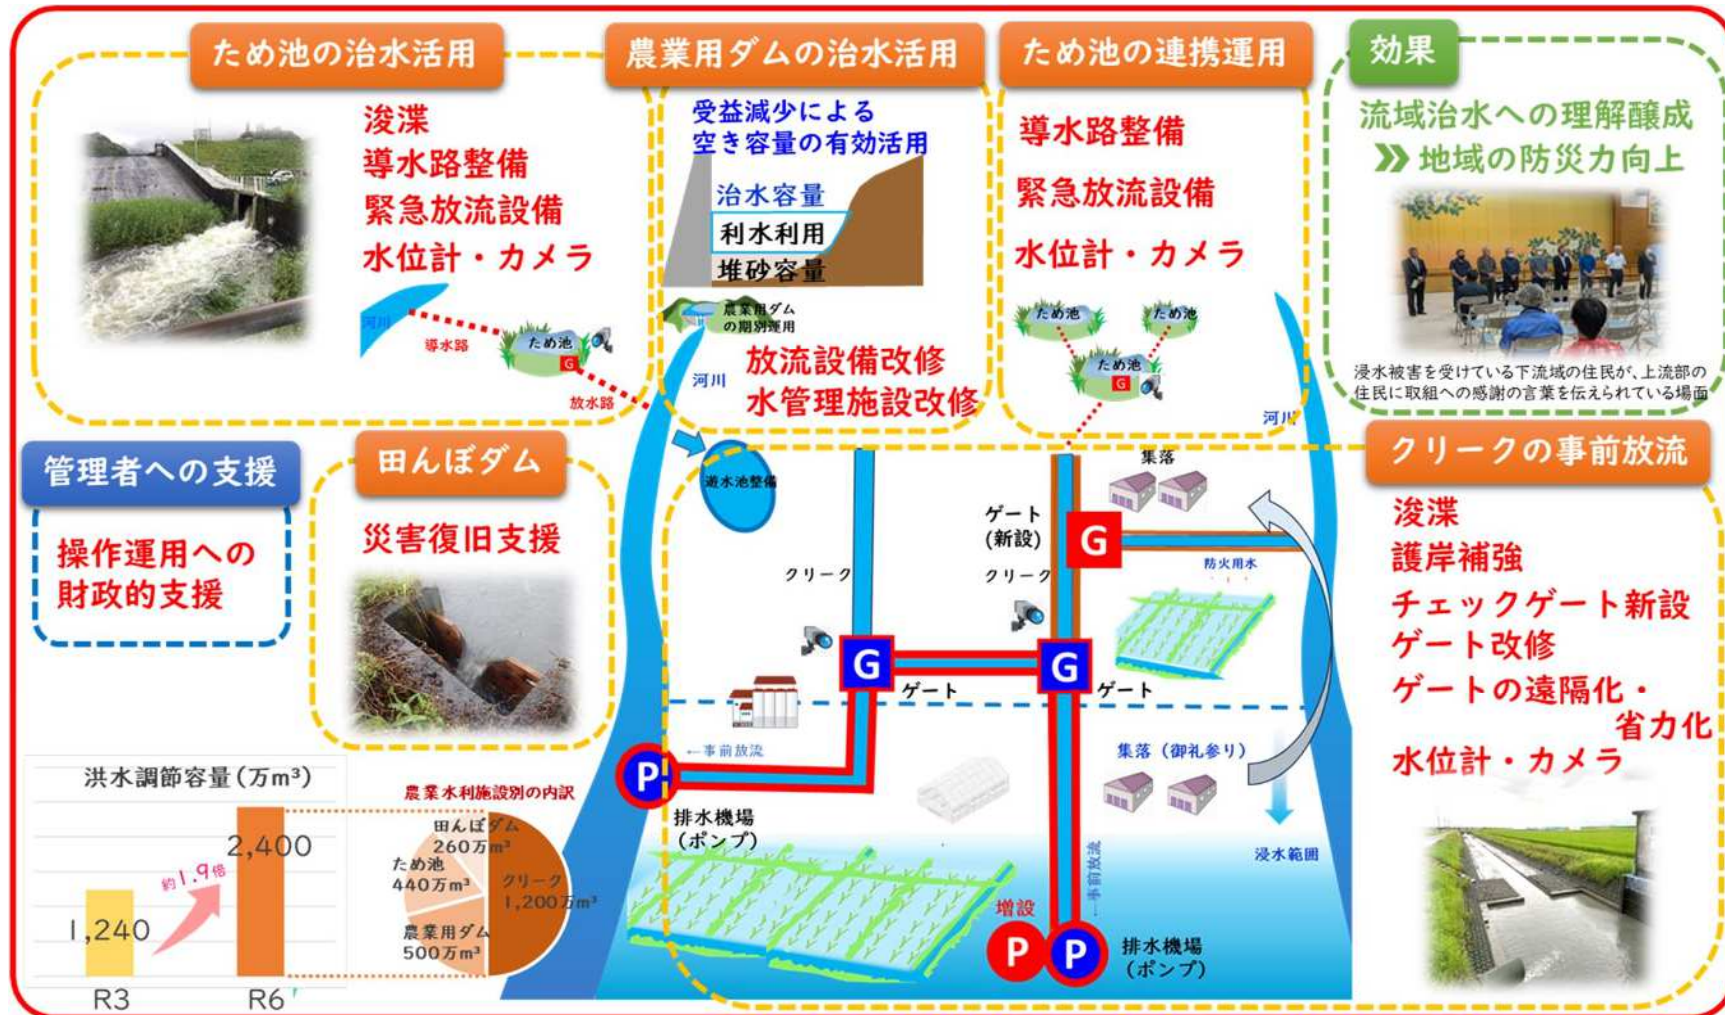 ため池の治水活用
浚渫
導水路整備
緊急放流設備
水位計・カメラ
河川
導水路
ため池
G
放水路
農業用ダムの治水活用
受益減少による
空き容量の有効活用
治水容量
利水利用
堆砂容量
農業用ダム
の期別運用
河川
放流設備改修
水管理施設改修
ため池の連携運用
導水路整備
緊急放流設備
水位計・カメラ
ため池
ため池
ため池
G
河川
効果
流域治水への理解醸成
地域の防災力向上
浸水被害を受けている下流域の住民が、上流部の
住民に取組への感謝の言葉を伝えられている場面
管理者への支援
操作運用への
財政的支援
田んぼダム
災害復旧支援
遊水池整備
クリーク
集落
ゲート
(新設)
G
クリーク
防火用水
G
G
ゲート
ゲート
←事前放流
集落（御礼参り）
P
排水機場
(ポンプ)
浸水範囲
←事前放流
増設
P
P
排水機場
(ポンプ)
クリークの事前放流
浚渫
護岸補強
チェックゲート新設
ゲート改修
ゲートの遠隔化・
省力化
水位計・カメラ
洪水調節容量(万m³)
1,240
約1.9倍
2,400
R3
R6
農業水利施設別の内訳
田んぼダム
260万m³
ため池
440万m³
農業用ダム
500万m³
クリーク
1,200万m³